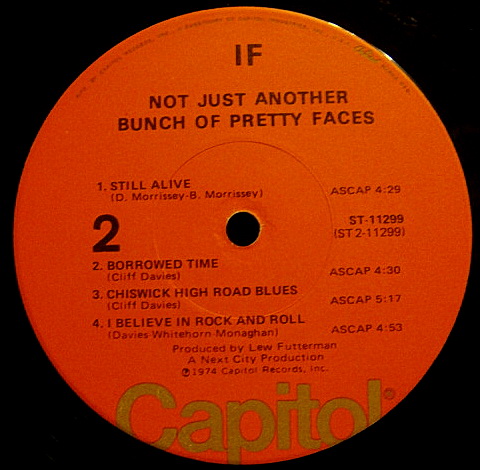 IF
NOT JUST ANOTHER
BUNCH OF PRETTY FACES
1. STILL ALIVE
(D. Morrissey-B. Morrissey)
ASCAP 4:29
2
ST-11299
(ST2-11299)
2. BORROWED TIME
(Cliff Davies)
ASCAP 4:30
3. CHISWICK HIGH ROAD BLUES
(Cliff Davies)
ASCAP 5:17
4. I BELIEVE IN ROCK AND ROLL
(Davies-Whitehorn-Monaghan)
ASCAP 4:53
Produced by Lew Futterman
A Next City Production
Ⓟ1974 Capitol Records, Inc.
Capitol®